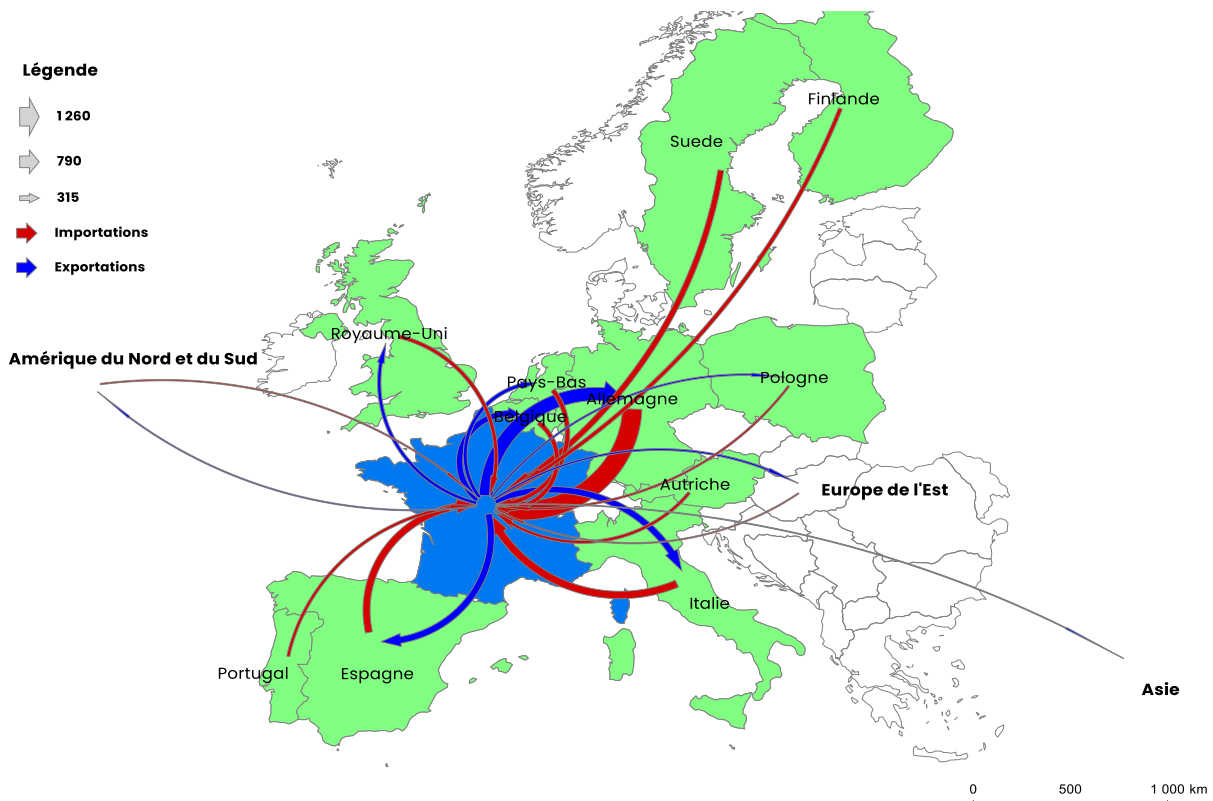 Légende
1 260
790
315
Importations
Exportations
Finlande
Suede
Royaume-Uni
Amérique du Nord et du Sud
Pays-Bas
Pologne
Allemagne
Belgique
Autriche
Europe de l'Est
Italie
Portugal
Espagne
Asie
0 500 1 000 km